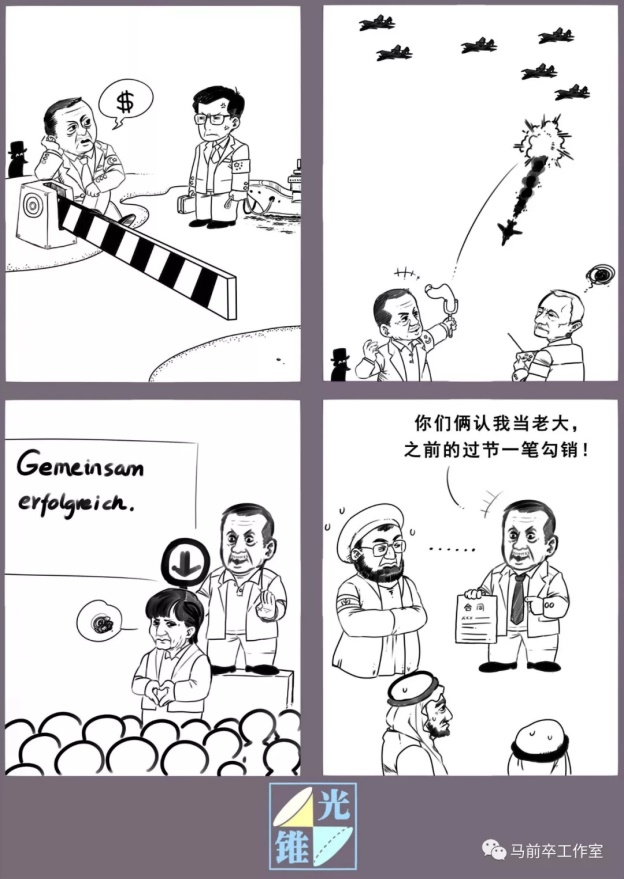 $
Gemeinsam
erfolgreich.
你们俩认我当老大，
之前的过节一笔勾销！
......
合同
xxx
光
锥
马前卒工作室